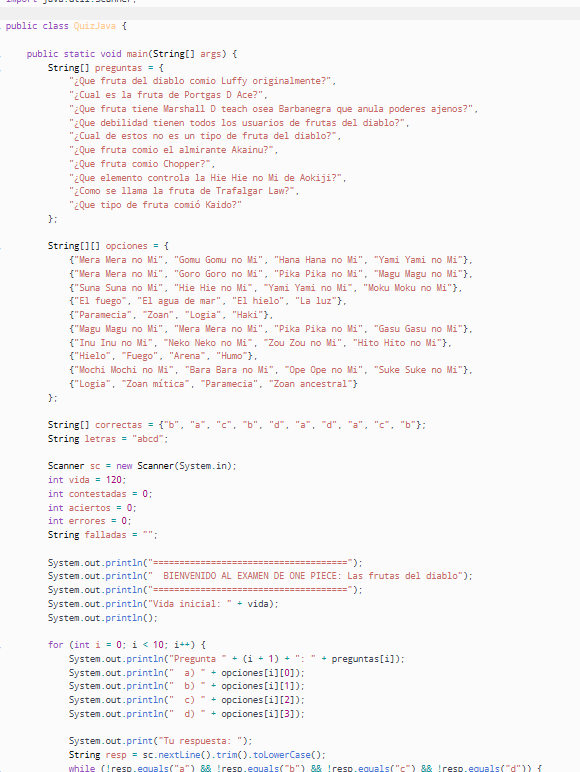 import java.util.Scanner;
public class QuizJava {
public static void main(String[] args) {
String[] preguntas = {
"¿Que fruta del diablo comio Luffy originalmente?",
"¿Cual es la fruta de Portgas D Ace?",
"¿Que fruta tiene Marshall D teach osea Barbanegra que anula poderes ajenos?",
"¿Que debilidad tienen todos los usuarios de frutas del diablo?",
"¿Cual de estos no es un tipo de fruta del diablo?",
"¿Que fruta comio el almirante Akainu?",
"¿Que fruta comio Chopper?",
"¿Que elemento controla la Hie Hie no Mi de Aokiji?",
"¿Como se llama la fruta de Trafalgar Law?",
"¿Que tipo de fruta comió Kaido?"
};
String[][] opciones = {
{"Mera Mera no Mi", "Gomu Gomu no Mi", "Hana Hana no Mi", "Yami Yami no Mi"},
{"Mera Mera no Mi", "Goro Goro no Mi", "Pika Pika no Mi", "Magu Magu no Mi"},
{"Suna Suna no Mi", "Hie Hie no Mi", "Yami Yami no Mi", "Moku Moku no Mi"},
{"El fuego", "El agua de mar", "El hielo", "La luz"},
{"Paramecia", "Zoan", "Logia", "Haki"},
{"Magu Magu no Mi", "Mera Mera no Mi", "Pika Pika no Mi", "Gasu Gasu no Mi"},
{"Inu Inu no Mi", "Neko Neko no Mi", "Zou Zou no Mi", "Hito Hito no Mi"},
{"Hielo", "Fuego", "Arena", "Humo"},
{"Mochi Mochi no Mi", "Bara Bara no Mi", "Ope Ope no Mi", "Suke Suke no Mi"},
{"Logia", "Zoan mítica", "Paramecia", "Zoan ancestral"}
};
String[] correctas = {"b", "a", "c", "b", "d", "a", "d", "a", "c", "b"};
String letras = "abcd";
Scanner sc = new Scanner(System.in);
int vida = 120;
int contestadas = 0;
int aciertos = 0;
int errores = 0;
String falladas = "";
System.out.println("=====================================");
System.out.println("  BIENVENIDO AL EXAMEN DE ONE PIECE: Las frutas del diablo");
System.out.println("=====================================");
System.out.println("Vida inicial: " + vida);
System.out.println();
for (int i = 0; i < 10; i++) {
System.out.println("Pregunta " + (i + 1) + ": " + preguntas[i]);
System.out.println("  a) " + opciones[i][0]);
System.out.println("  b) " + opciones[i][1]);
System.out.println("  c) " + opciones[i][2]);
System.out.println("  d) " + opciones[i][3]);
System.out.print("Tu respuesta: ");
String resp = sc.nextLine().trim().toLowerCase();
while (!resp.equals("a") && !resp.equals("b") && !resp.equals("c") && !resp.equals("d")) {